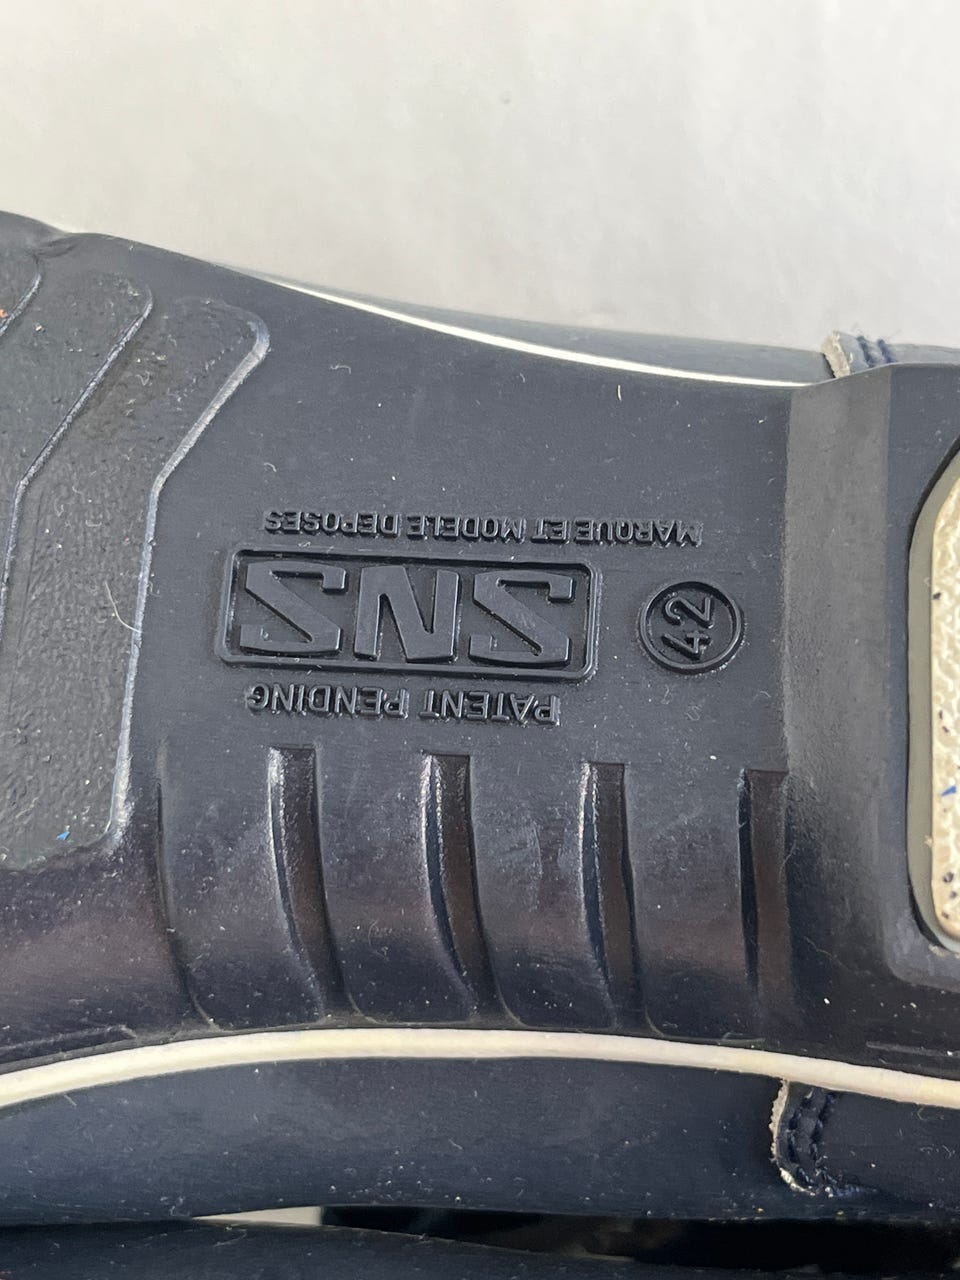 PATENT PENDING
42
SNS
MARQUE ET MODELE DEPOSES